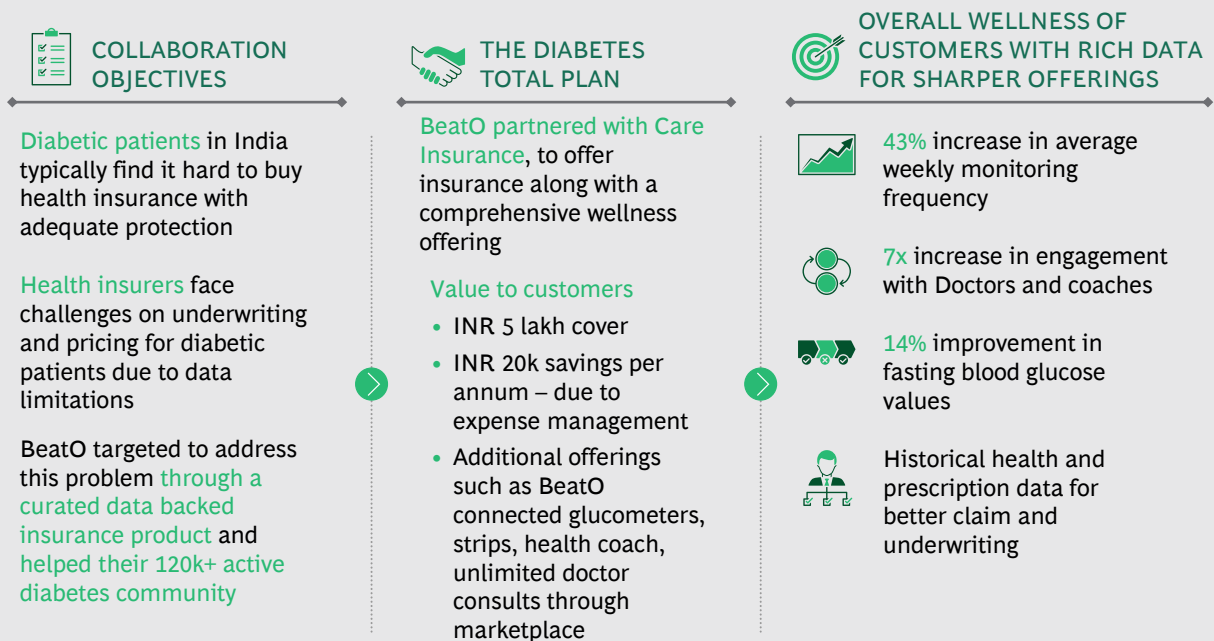 COLLABORATION
OBJECTIVES
Diabetic patients in India
typically find it hard to buy
health insurance with
adequate protection
Health insurers face
challenges on underwriting
and pricing for diabetic
patients due to data
limitations
BeatO targeted to address
this problem through a
curated data backed
insurance product and
helped their 120k+ active
diabetes community
THE DIABETES
TOTAL PLAN
BeatO partnered with Care
Insurance, to offer
insurance along with a
comprehensive wellness
offering
Value to customers
• INR 5 lakh cover
• INR 20k savings per
annum – due to
expense management
• Additional offerings
such as BeatO
connected glucometers,
strips, health coach,
unlimited doctor
consults through
marketplace
OVERALL WELLNESS OF
CUSTOMERS WITH RICH DATA
FOR SHARPER OFFERINGS
43% increase in average
weekly monitoring
frequency
7x increase in engagement
with Doctors and coaches
14% improvement in
fasting blood glucose
values
Historical health and
prescription data for
better claim and
underwriting